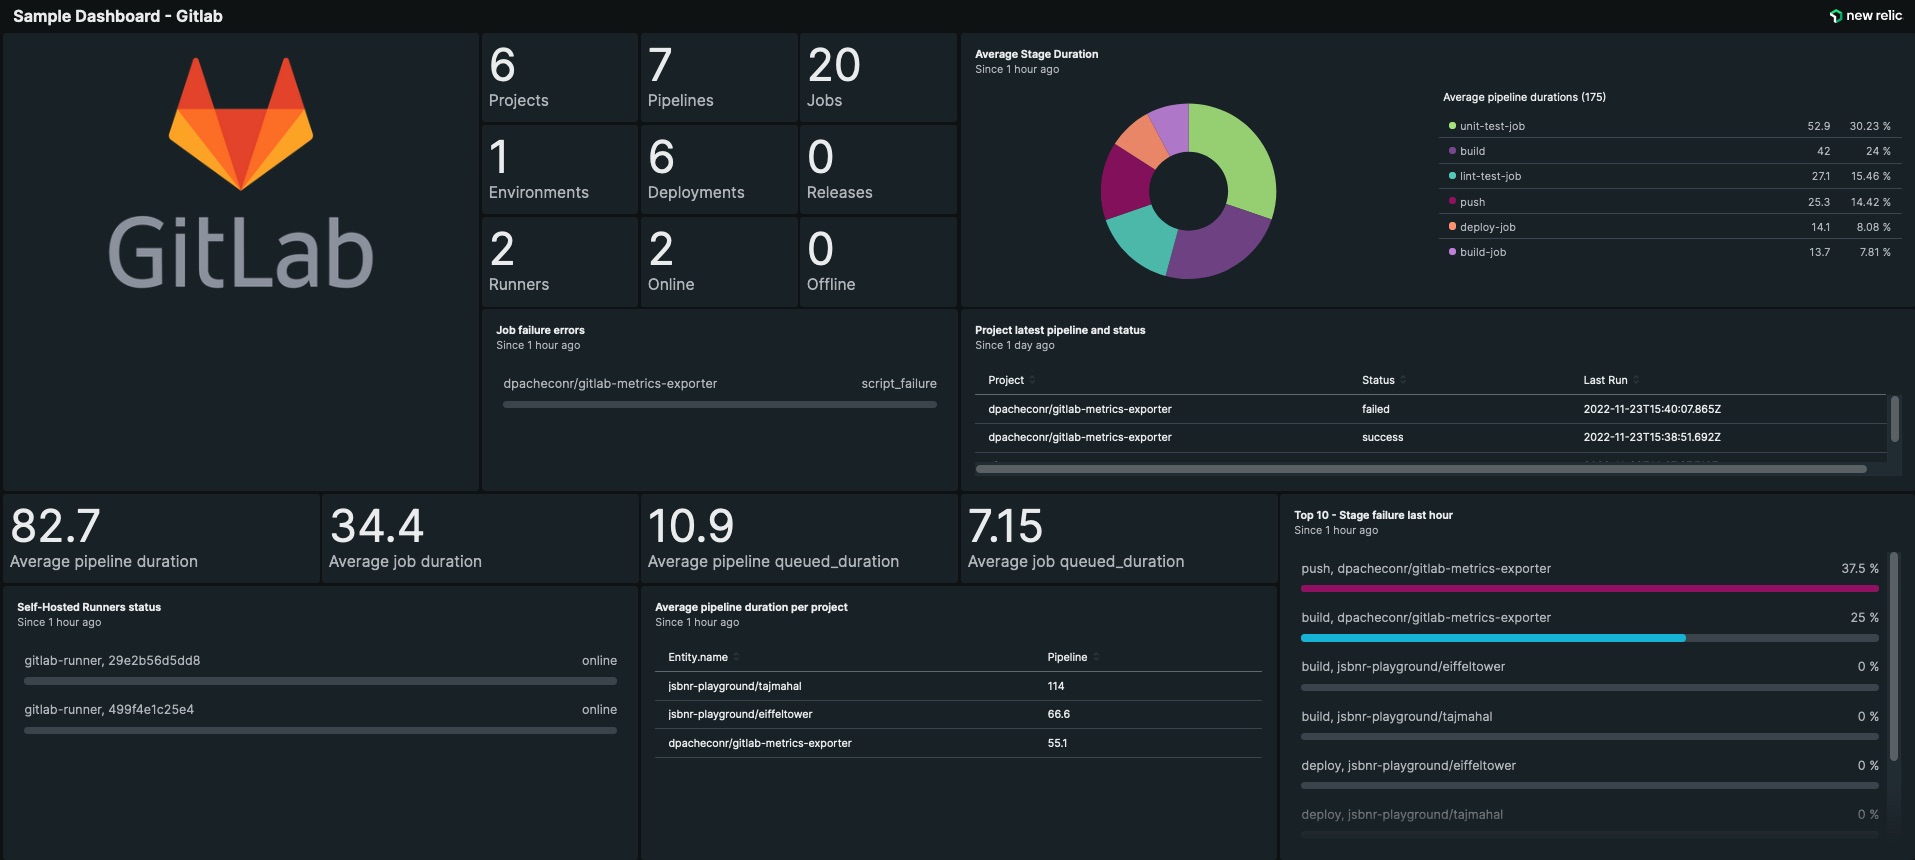 Sample Dashboard - Gitlab
new relic
GitLab
6
Projects
7
Pipelines
20
Jobs
1
Environments
6
Deployments
0
Releases
2
Runners
2
Online
0
Offline
Average Stage Duration
Since 1 hour ago
Average pipeline durations (175)
unit-test-job 52.9 30.23 %
build 42 24 %
lint-test-job 27.1 15.46 %
push 25.3 14.42 %
deploy-job 14.1 8.08 %
build-job 13.7 7.81 %
Job failure errors
Since 1 hour ago
dpacheconr/gitlab-metrics-exporter script_failure
Project latest pipeline and status
Since 1 day ago
Project Status Last Run
dpacheconr/gitlab-metrics-exporter failed 2022-11-23T15:40:07.865Z
dpacheconr/gitlab-metrics-exporter success 2022-11-23T15:38:51.692Z
82.7
Average pipeline duration
34.4
Average job duration
10.9
Average pipeline queued_duration
7.15
Average job queued_duration
Top 10 - Stage failure last hour
Since 1 hour ago
push, dpacheconr/gitlab-metrics-exporter 37.5 %
build, dpacheconr/gitlab-metrics-exporter 25 %
build, jsbnr-playground/eiffeltower 0 %
build, jsbnr-playground/tajmahal 0 %
deploy, jsbnr-playground/eiffeltower 0 %
deploy, jsbnr-playground/tajmahal 0 %
Self-Hosted Runners status
Since 1 hour ago
gitlab-runner, 29e2b56d5dd8 online
gitlab-runner, 499f4e1c25e4 online
Average pipeline duration per project
Since 1 hour ago
Entity.name Pipeline
jsbnr-playground/tajmahal 114
jsbnr-playground/eiffeltower 66.6
dpacheconr/gitlab-metrics-exporter 55.1